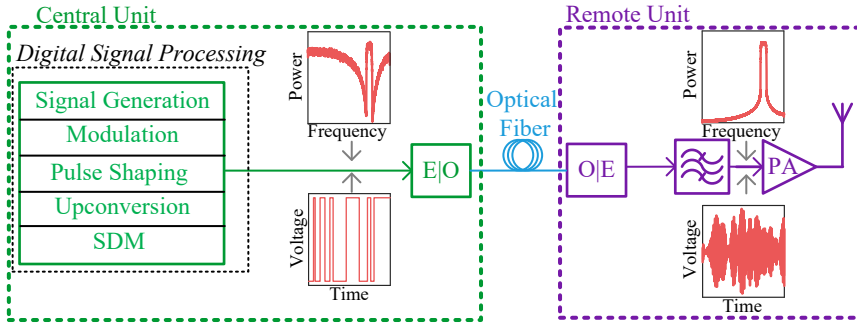 Central Unit
Digital Signal Processing
Signal Generation
Modulation
Pulse Shaping
Upconversion
SDM
Power
Frequency
Voltage
Time
E|O
Optical
Fiber
Remote Unit
O|E
Power
Frequency
PA
Voltage
Time